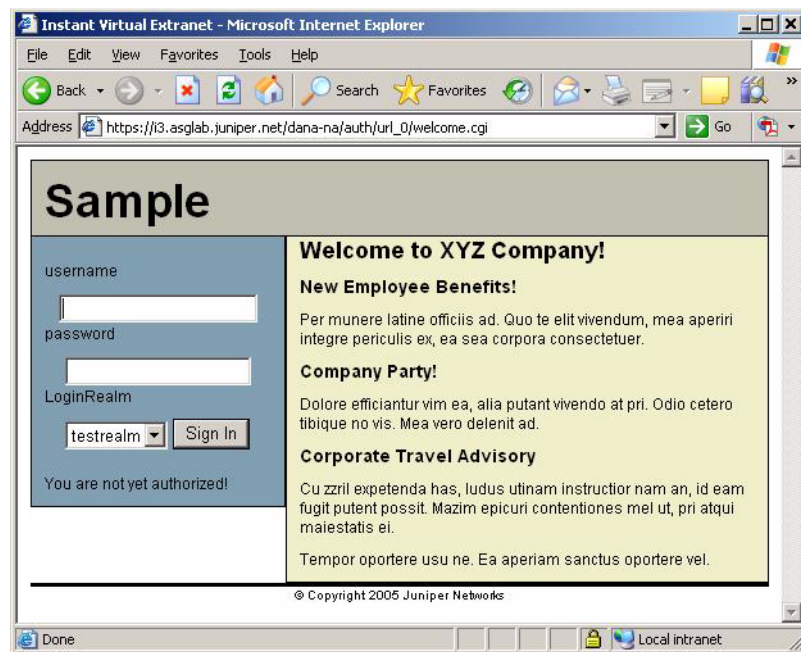 Instant Virtual Extranet - Microsoft Internet Explorer
File Edit View Favorites Tools Help
Back Search Favorites »
Address https://i3.asglab.juniper.net/dana-na/auth/url_0/welcome.cgi Go
Sample
username
password
LoginRealm
testrealm Sign In
You are not yet authorized!
Welcome to XYZ Company!
New Employee Benefits!
Per munere latine officiis ad. Quo te elit vivendum, mea aperiri
integre periculis ex, ea sea corpora consectetuer.
Company Party!
Dolore efficiantur vim ea, alia putant vivendo at pri. Odio cetero
tibique no vis. Mea vero delenit ad.
Corporate Travel Advisory
Cu zzril expetenda has, ludus utinam instructior nam an, id eam
fugit putent possit. Mazim epicuri contentiones mel ut, pri atqui
maiestatis ei.
Tempor oportere usu ne. Ea aperiam sanctus oportere vel.
© Copyright 2005 Juniper Networks
Done Local intranet